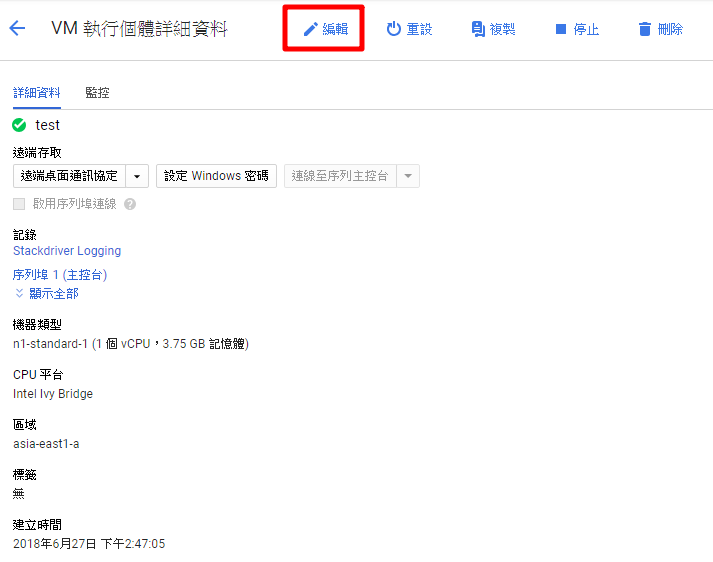 VM 執行個體詳細資料
編輯
重設
複製
停止
刪除
詳細資料
監控
test
遠端存取
遠端桌面通訊協定
設定 Windows 密碼
連線至序列主控台
啟用序列埠連線
記錄
Stackdriver Logging
序列埠 1 (主控台)
顯示全部
機器類型
n1-standard-1 (1 個 vCPU，3.75 GB 記憶體)
CPU 平台
Intel Ivy Bridge
區域
asia-east1-a
標籤
無
建立時間
2018年6月27日 下午2:47:05